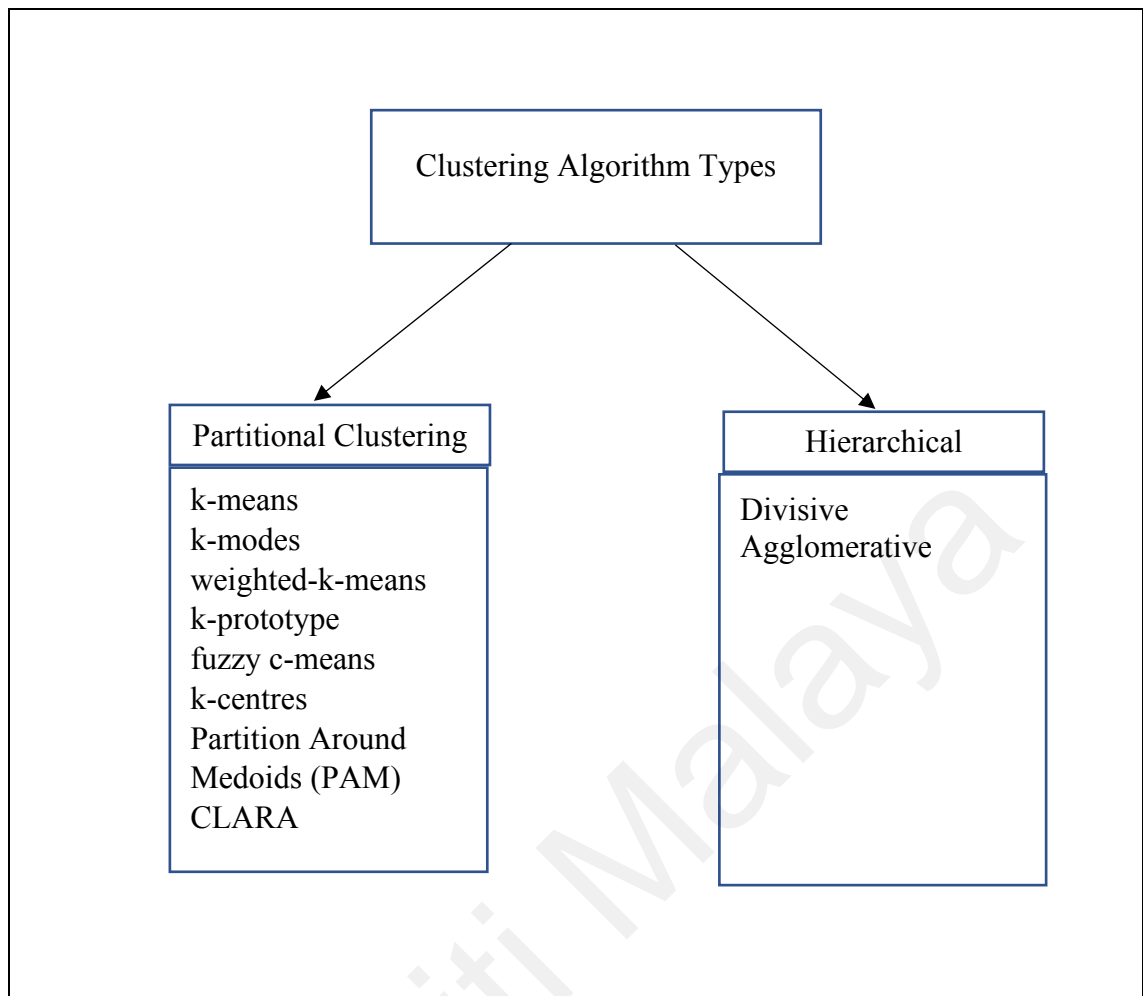 Clustering Algorithm Types
Partitional Clustering
k-means
k-modes
weighted-k-means
k-prototype
fuzzy c-means
k-centres
Partition Around
Medoids (PAM)
CLARA
Hierarchical
Divisive
Agglomerative
Malaya